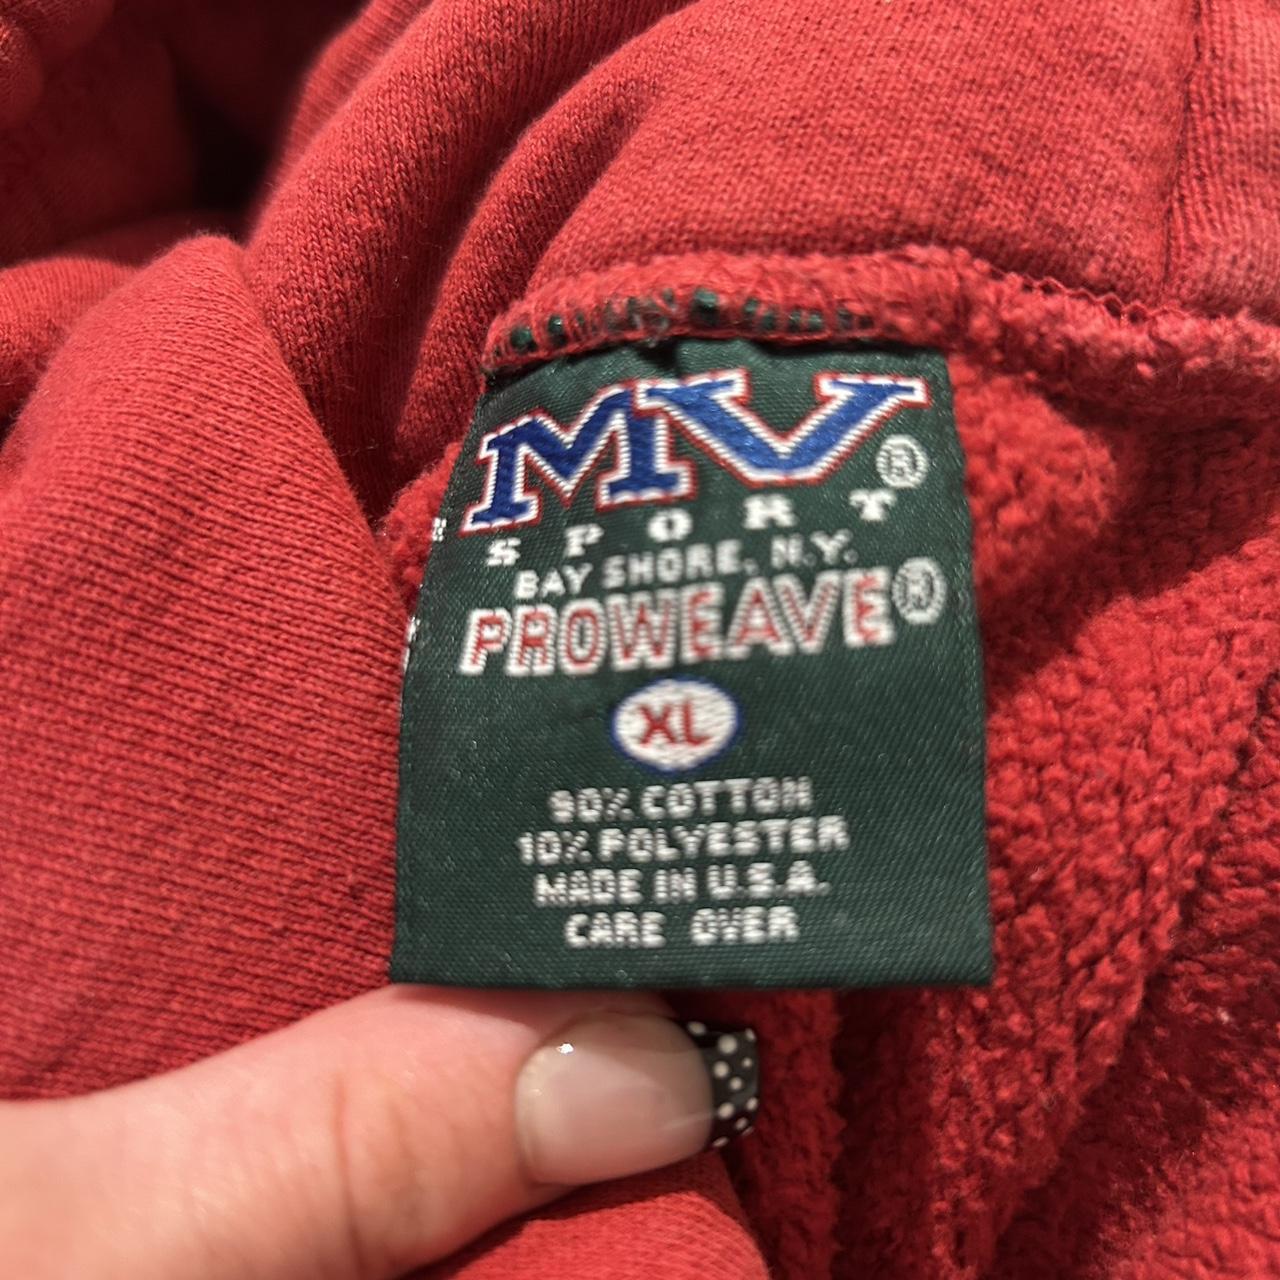 MV®
SPORT
BAY SHORE, N.Y.
PROWEAVE®
XL
90% COTTON
10% POLYESTER
MADE IN U.S.A.
CARE OVER